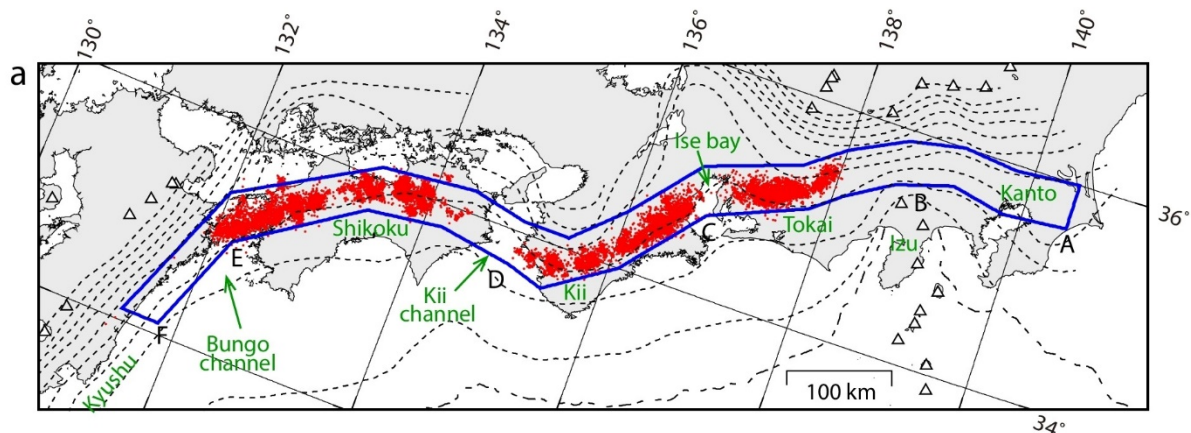 130°
132°
134°
136°
138°
140°
a
Ise bay
Kanto
36°
Shikoku
C
Tokai
B
Izu
A
E
D
Kii
Kii
channel
F
Bungo
channel
Kyushu
100 km
34°